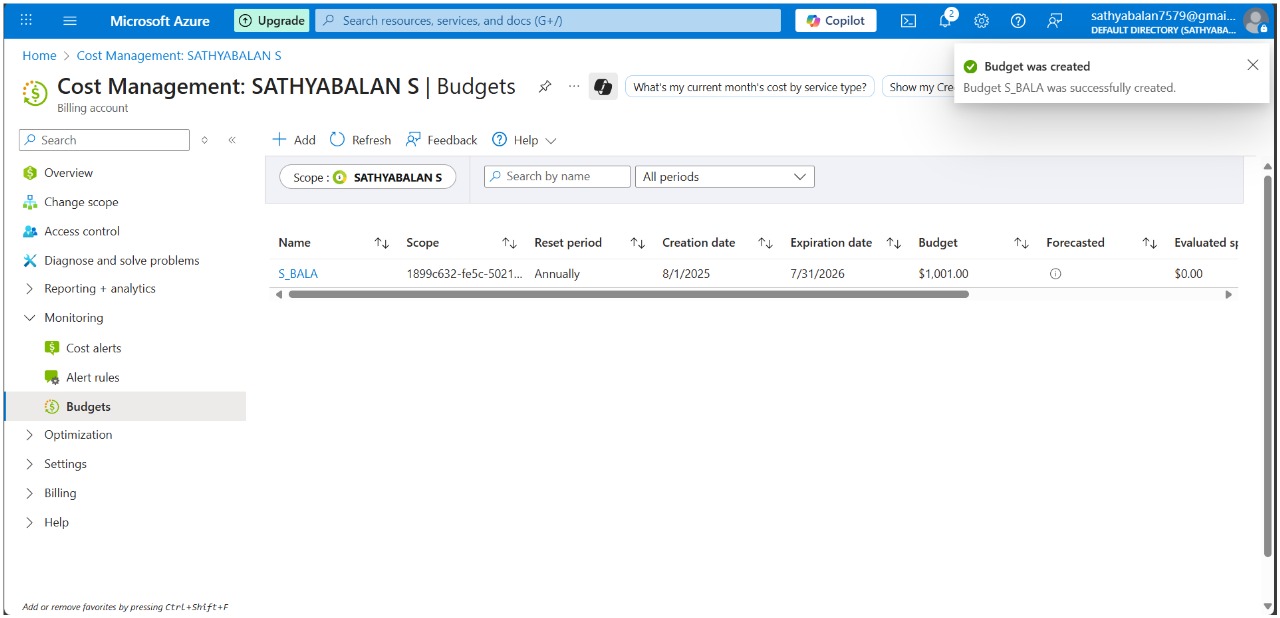 Microsoft Azure
Upgrade
Search resources, services, and docs (G+/)
Copilot
2
sathyabalan7579@gmai...
DEFAULT DIRECTORY (SATHYABA...
Home > Cost Management: SATHYABALAN S
Budget was created
Budget S_BALA was successfully created.
Cost Management: SATHYABALAN S | Budgets
...
What's my current month's cost by service type?
Show my Cre
Billing account
Search
Add
Refresh
Feedback
Help
Overview
Change scope
Access control
Diagnose and solve problems
Reporting + analytics
Monitoring
Cost alerts
Alert rules
Budgets
Optimization
Settings
Billing
Help
Scope : SATHYABALAN S
Search by name
All periods
Name Scope Reset period Creation date Expiration date Budget Forecasted Evaluated sp
S_BALA 1899c632-fe5c-5021... Annually 8/1/2025 7/31/2026 $1,001.00 $0.00
Add or remove favorites by pressing Ctrl+Shift+F